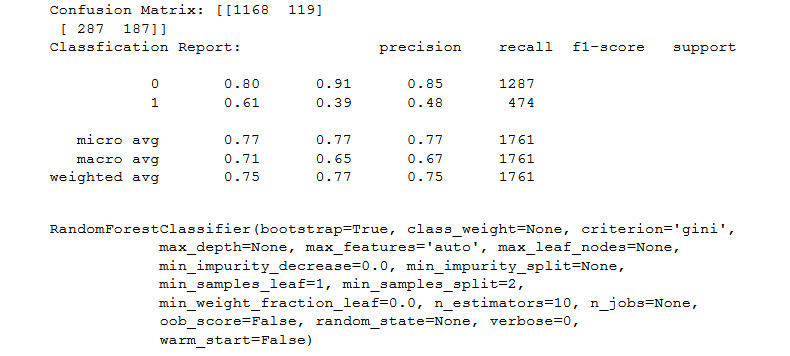 Confusion Matrix: [[1168  119]
 [ 287  187]]
Classfication Report:               precision    recall  f1-score   support

           0       0.80      0.91      0.85      1287
           1       0.61      0.39      0.48       474

   micro avg       0.77      0.77      0.77      1761
   macro avg       0.71      0.65      0.67      1761
weighted avg       0.75      0.77      0.75      1761

RandomForestClassifier(bootstrap=True, class_weight=None, criterion='gini',
            max_depth=None, max_features='auto', max_leaf_nodes=None,
            min_impurity_decrease=0.0, min_impurity_split=None,
            min_samples_leaf=1, min_samples_split=2,
            min_weight_fraction_leaf=0.0, n_estimators=10, n_jobs=None,
            oob_score=False, random_state=None, verbose=0,
            warm_start=False)